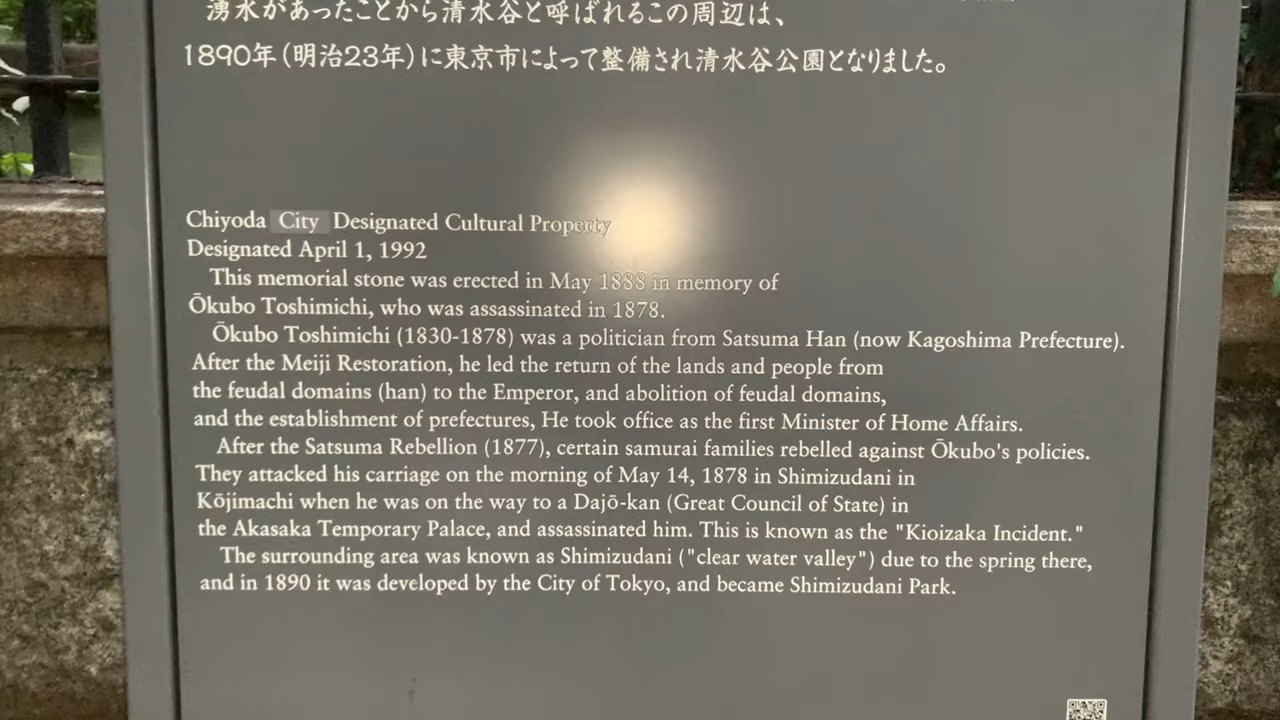 湧水があったことから清水谷と呼ばれるこの周辺は、
1890年(明治23年)に東京市によって整備され清水谷公園となりました。
Chiyoda City Designated Cultural Property
Designated April 1, 1992
This memorial stone was erected in May 1888 in memory of
Ōkubo Toshimichi, who was assassinated in 1878.
Ōkubo Toshimichi (1830-1878) was a politician from Satsuma Han (now Kagoshima Prefecture).
After the Meiji Restoration, he led the return of the lands and people from
the feudal domains (han) to the Emperor, and abolition of feudal domains,
and the establishment of prefectures, He took office as the first Minister of Home Affairs.
After the Satsuma Rebellion (1877), certain samurai families rebelled against Ōkubo's policies.
They attacked his carriage on the morning of May 14, 1878 in Shimizudani in
Kōjimachi when he was on the way to a Dajō-kan (Great Council of State) in
the Akasaka Temporary Palace, and assassinated him. This is known as the "Kioizaka Incident."
The surrounding area was known as Shimizudani ("clear water valley") due to the spring there,
and in 1890 it was developed by the City of Tokyo, and became Shimizudani Park.